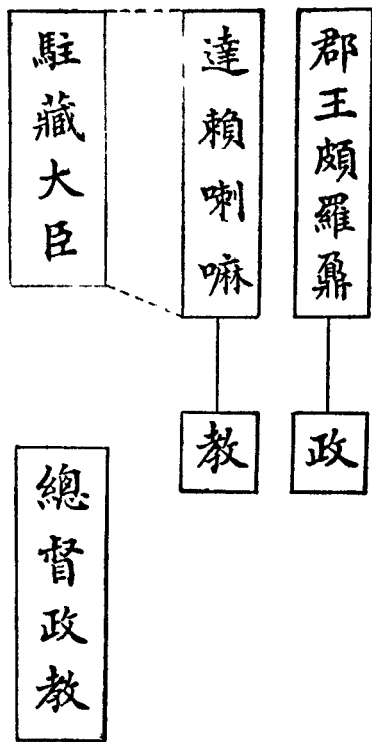 郡王頗羅鼐
達賴喇嘛
駐藏大臣
政
教
總督政教